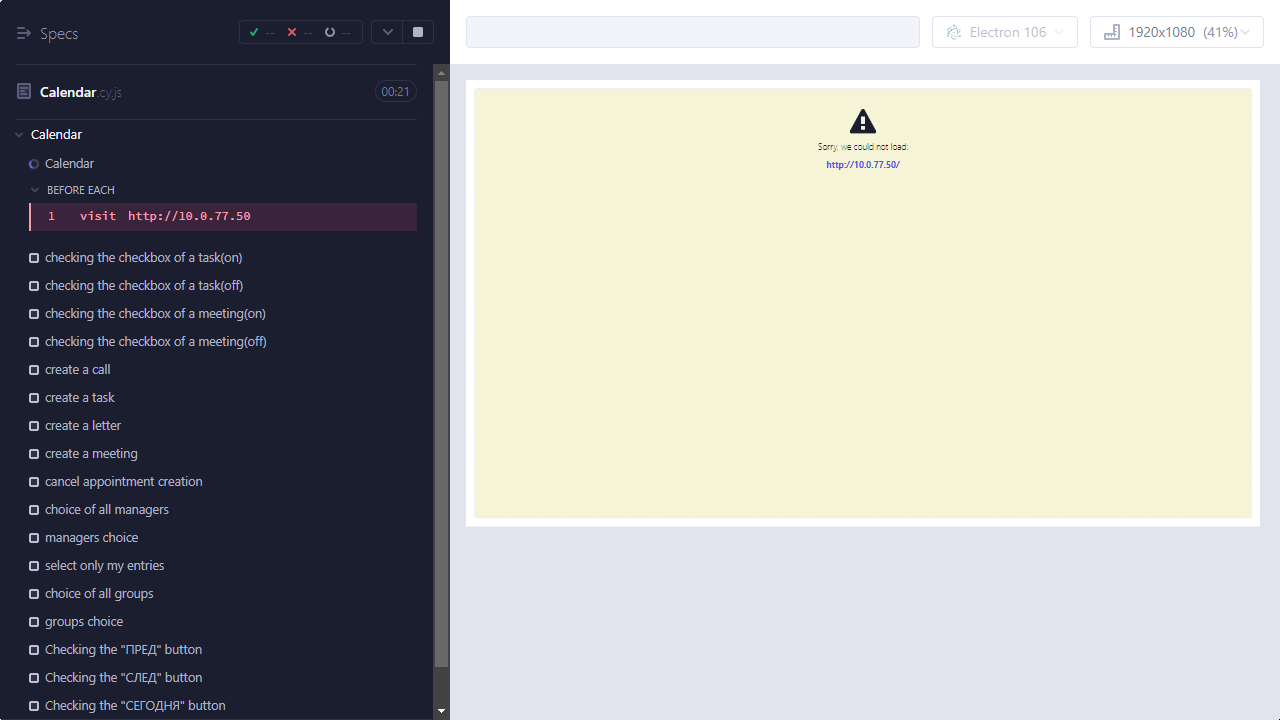 Specs
--
--
--
Electron 106
1920x1080 (41%)
Calendar.cy.js
00:21
Calendar
Calendar
BEFORE EACH
1 visit http://10.0.77.50
checking the checkbox of a task(on)
checking the checkbox of a task(off)
checking the checkbox of a meeting(on)
checking the checkbox of a meeting(off)
create a call
create a task
create a letter
create a meeting
cancel appointment creation
choice of all managers
managers choice
select only my entries
choice of all groups
groups choice
Checking the "ПРЕД" button
Checking the "СЛЕД" button
Checking the "СЕГОДНЯ" button
Sorry, we could not load:
http://10.0.77.50/